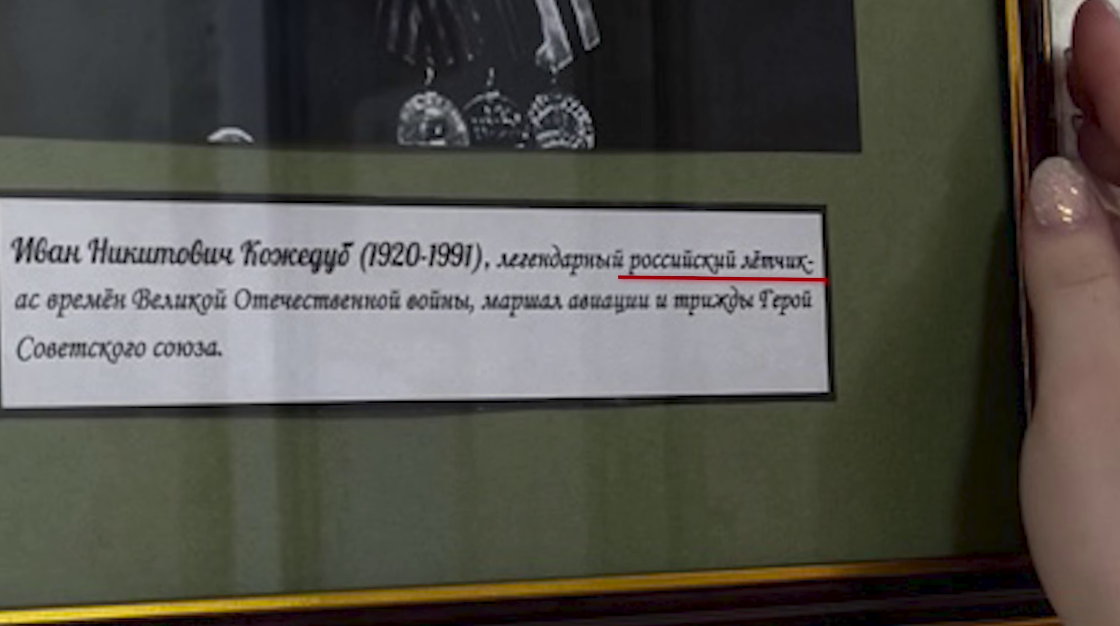 Иван Никитович Кожедуб (1920-1991), легендарный российский лётчик-
ас времён Великой Отечественной войны, маршал авиации и трижды Герой
Советского союза.